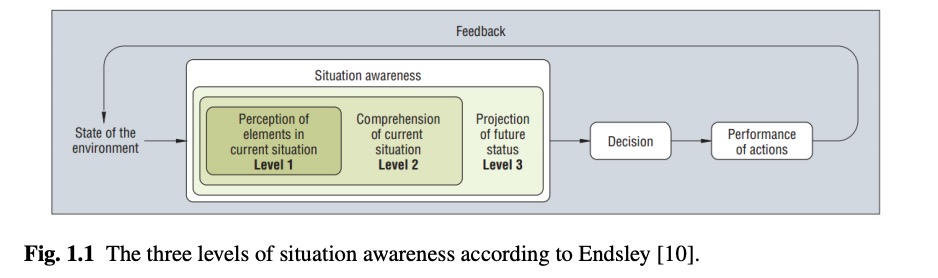 Feedback
Situation awareness
State of the
environment
Perception of
elements in
current situation
Level 1
Comprehension
of current
situation
Level 2
Projection
of future
status
Level 3
Decision
Performance
of actions
Fig. 1.1 The three levels of situation awareness according to Endsley [10].